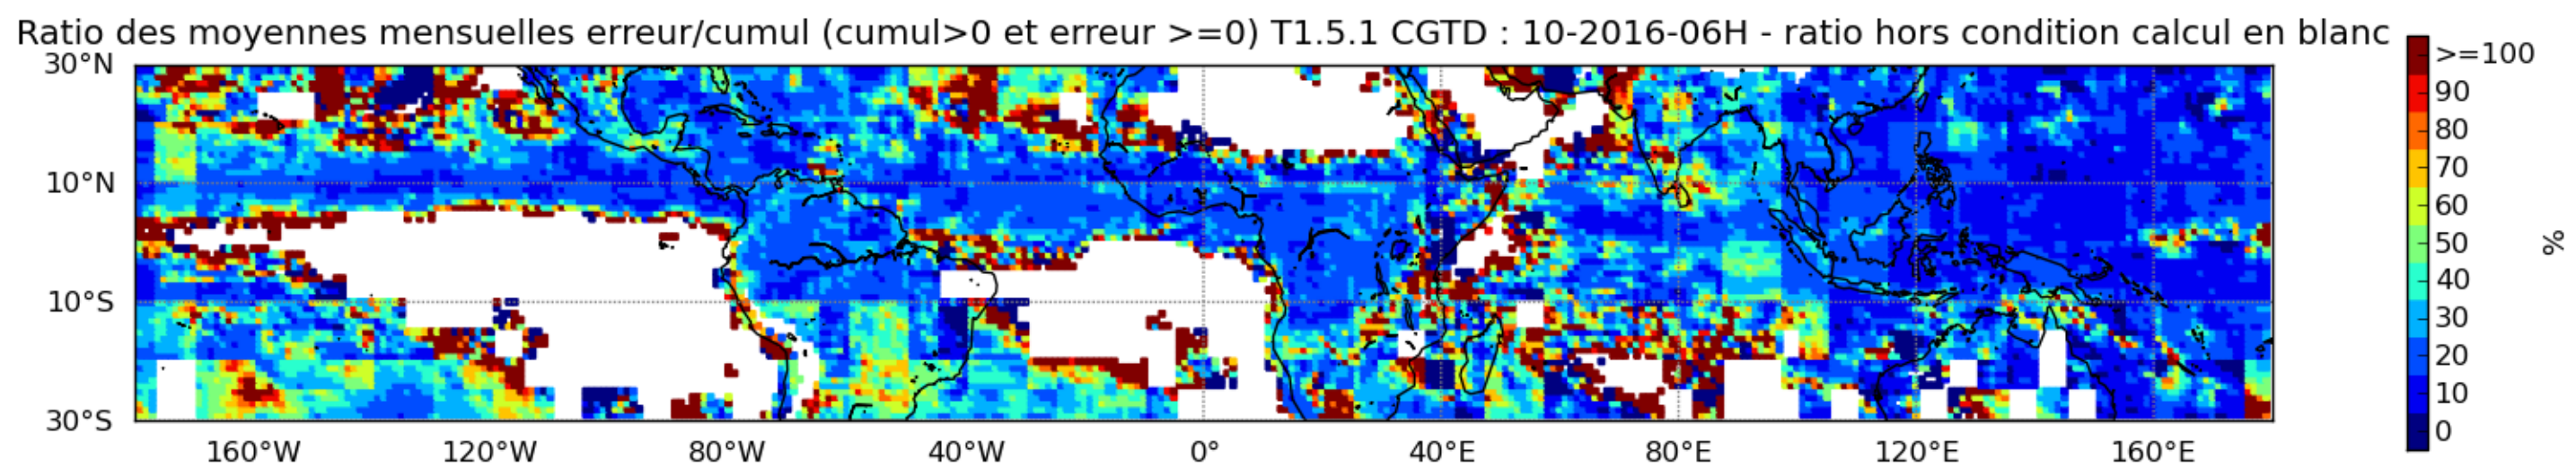 Ratio des moyennes mensuelles erreur/cumul (cumul>0 et erreur >=0) T1.5.1 CGTD : 10-2016-06H - ratio hors condition calcul en blanc
30°N
10°N
10°S
30°S
160°W 120°W 80°W 40°W 0° 40°E 80°E 120°E 160°E
>=100
90
80
70
60
50
40
30
20
10
0
%